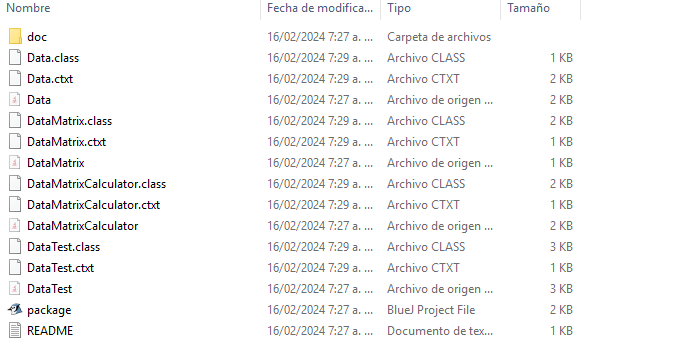 Nombre Fecha de modifica... Tipo Tamaño
doc 16/02/2024 7:27 a. ... Carpeta de archivos
Data.class 16/02/2024 7:29 a. ... Archivo CLASS 1 KB
Data.ctxt 16/02/2024 7:29 a. ... Archivo CTXT 2 KB
Data 16/02/2024 7:27 a. ... Archivo de origen ... 2 KB
DataMatrix.class 16/02/2024 7:29 a. ... Archivo CLASS 2 KB
DataMatrix.ctxt 16/02/2024 7:29 a. ... Archivo CTXT 1 KB
DataMatrix 16/02/2024 7:27 a. ... Archivo de origen ... 2 KB
DataMatrixCalculator.class 16/02/2024 7:29 a. ... Archivo CLASS 2 KB
DataMatrixCalculator.ctxt 16/02/2024 7:29 a. ... Archivo CTXT 2 KB
DataMatrixCalculator 16/02/2024 7:27 a. ... Archivo de origen ... 2 KB
DataTest.class 16/02/2024 7:29 a. ... Archivo CLASS 3 KB
DataTest.ctxt 16/02/2024 7:29 a. ... Archivo CTXT 1 KB
DataTest 16/02/2024 7:27 a. ... Archivo de origen ... 3 KB
package 16/02/2024 7:27 a. ... BlueJ Project File 2 KB
README 16/02/2024 7:27 a. ... Documento de tex... 1 KB